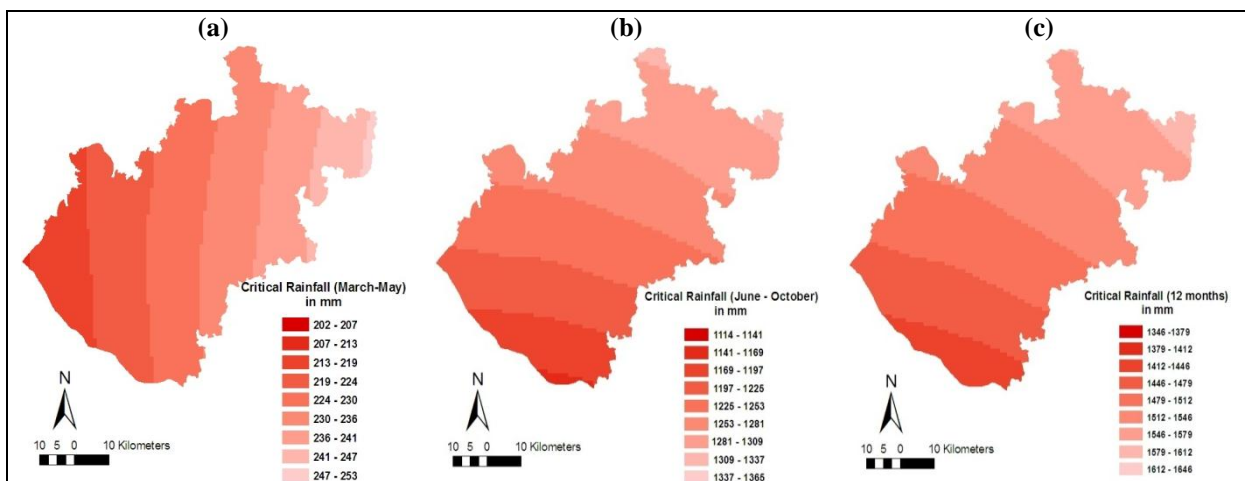 (a)
Critical Rainfall (March-May)
in mm
202 - 207
207 - 213
213 - 219
219 - 224
224 - 230
230 - 236
236 - 241
241 - 247
247 - 253
N
10 5 0 10 Kilometers
(b)
Critical Rainfall (June - October)
in mm
1114 - 1141
1141 - 1169
1169 - 1197
1197 - 1225
1225 - 1253
1253 - 1281
1281 - 1309
1309 - 1337
1337 - 1365
N
10 5 0 10 Kilometers
(c)
Critical Rainfall (12 months)
in mm
1346 -1379
1379 - 1412
1412 -1446
1446 - 1479
1479 - 1512
1512 - 1546
1546 - 1579
1579 - 1612
1612 - 1646
N
10 5 0 10 Kilometers